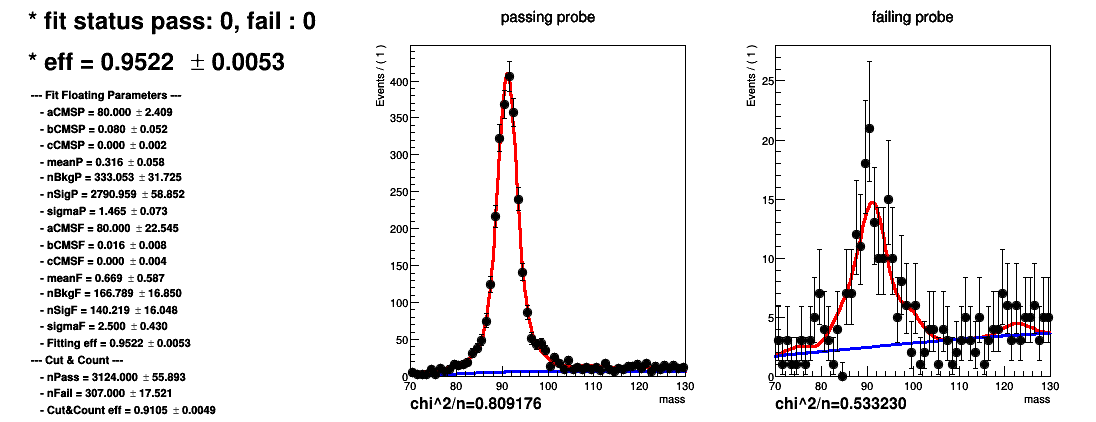 * fit status pass: 0, fail : 0
* eff = 0.9522 ± 0.0053
--- Fit Floating Parameters ---
- aCMSP = 80.000 ± 2.409
- bCMSP = 0.080 ± 0.052
- cCMSP = 0.000 ± 0.002
- meanP = 0.316 ± 0.058
- nBkgP = 333.053 ± 31.725
- nSigP = 2790.959 ± 58.852
- sigmaP = 1.465 ± 0.073
- aCMSF = 80.000 ± 22.545
- bCMSF = 0.016 ± 0.008
- cCMSF = 0.000 ± 0.004
- meanF = 0.669 ± 0.587
- nBkgF = 166.789 ± 16.850
- nSigF = 140.219 ± 16.048
- sigmaF = 2.500 ± 0.430
- Fitting eff = 0.9522 ± 0.0053
--- Cut & Count ---
- nPass = 3124.000 ± 55.893
- nFail = 307.000 ± 17.521
- Cut&Count eff = 0.9105 ± 0.0049
passing probe
Events / ( 1 )
400
350
300
250
200
150
100
50
0
70 80 90 100 110 120 130
mass
chi^2/n=0.809176
failing probe
Events / ( 1 )
25
20
15
10
5
0
70 80 90 100 110 120 130
mass
chi^2/n=0.533230